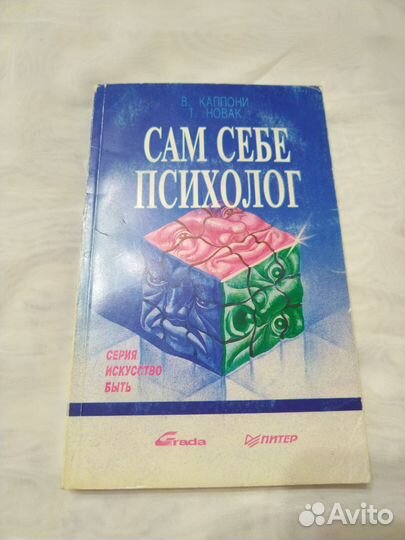 В. КАППОНИ
Т. НОВАК
САМ СЕБЕ
ПСИХОЛОГ
СЕРИЯ
ИСКУССТВО
БЫТЬ
Grada
ПИТЕР
Avito